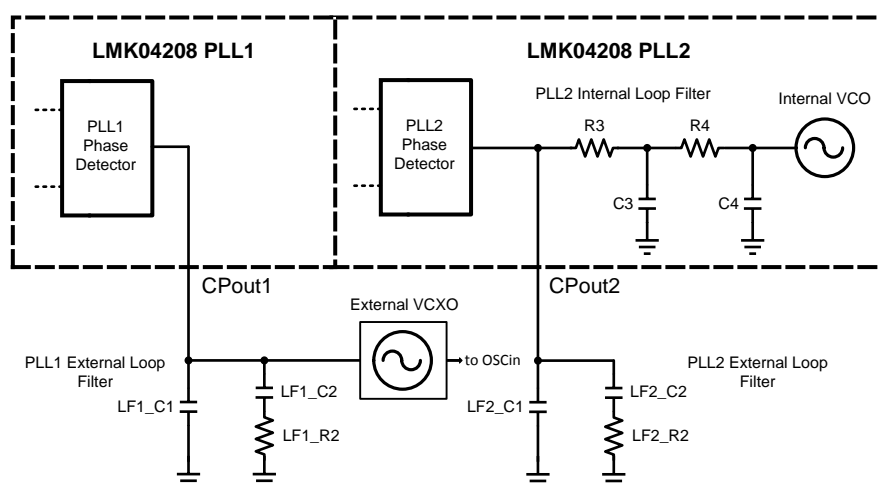 LMK04208 PLL1
LMK04208 PLL2
PLL1
Phase
Detector
PLL2
Phase
Detector
PLL2 Internal Loop Filter
Internal VCO
R3
R4
C3
C4
CPout1
CPout2
External VCXO
to OSCin
PLL1 External Loop
Filter
LF1_C1
LF1_C2
LF1_R2
LF2_C1
LF2_C2
LF2_R2
PLL2 External Loop
Filter